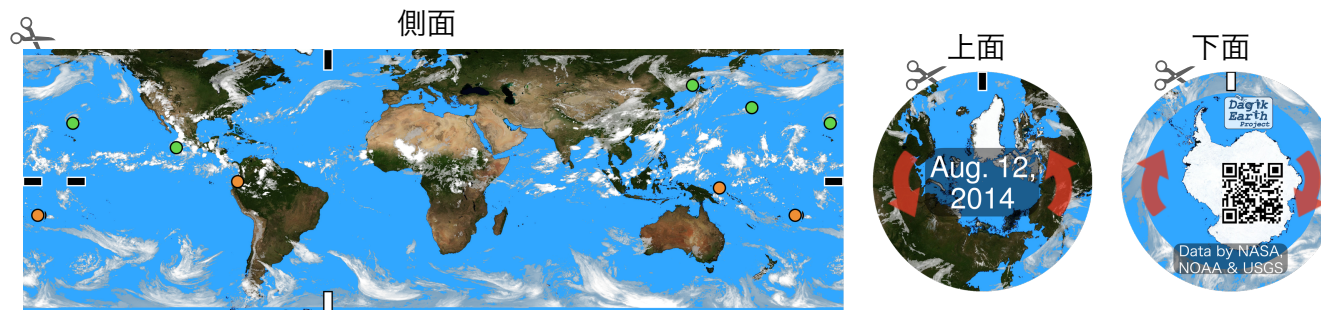 側面
上面
下面
Aug. 12,
2014
Dagik
Earth
Project
Data by NASA,
NOAA & USGS